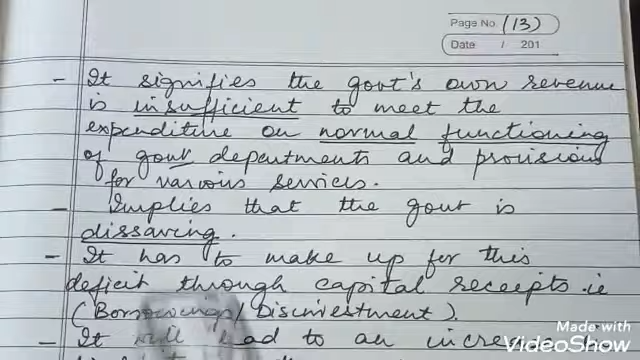 Page No. (13)
Date / 201
- It signifies the govt's own revenue
is insufficient to meet the
expenditure on normal functioning
of govt departments and provisions
for various services.
- Implies that the govt is
dissaving.
- It has to make up for this
deficit through capital receipts i.e
(Borrowings/Disinvestment).
- It will lead to an increase
Made with
VideoShow